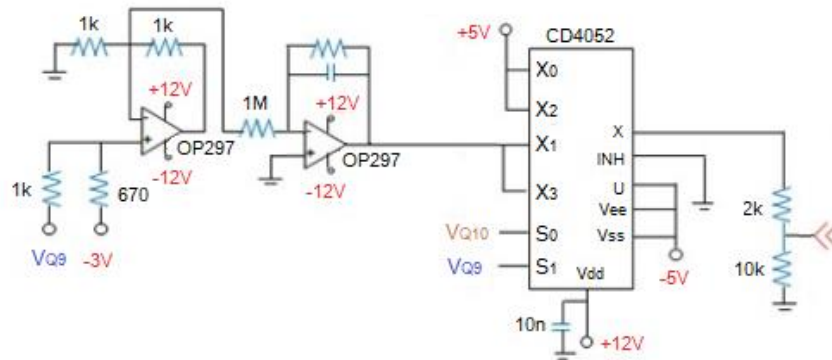 1k
1k
+12V
OP297
-12V
1k
670
VQ9
-3V
1M
+12V
OP297
-12V
+5V
CD4052
X0
X2
X1
X3
S0
S1
VQ10
VQ9
X
INH
U
Vee
Vss
Vdd
-5V
10n
+12V
2k
10k